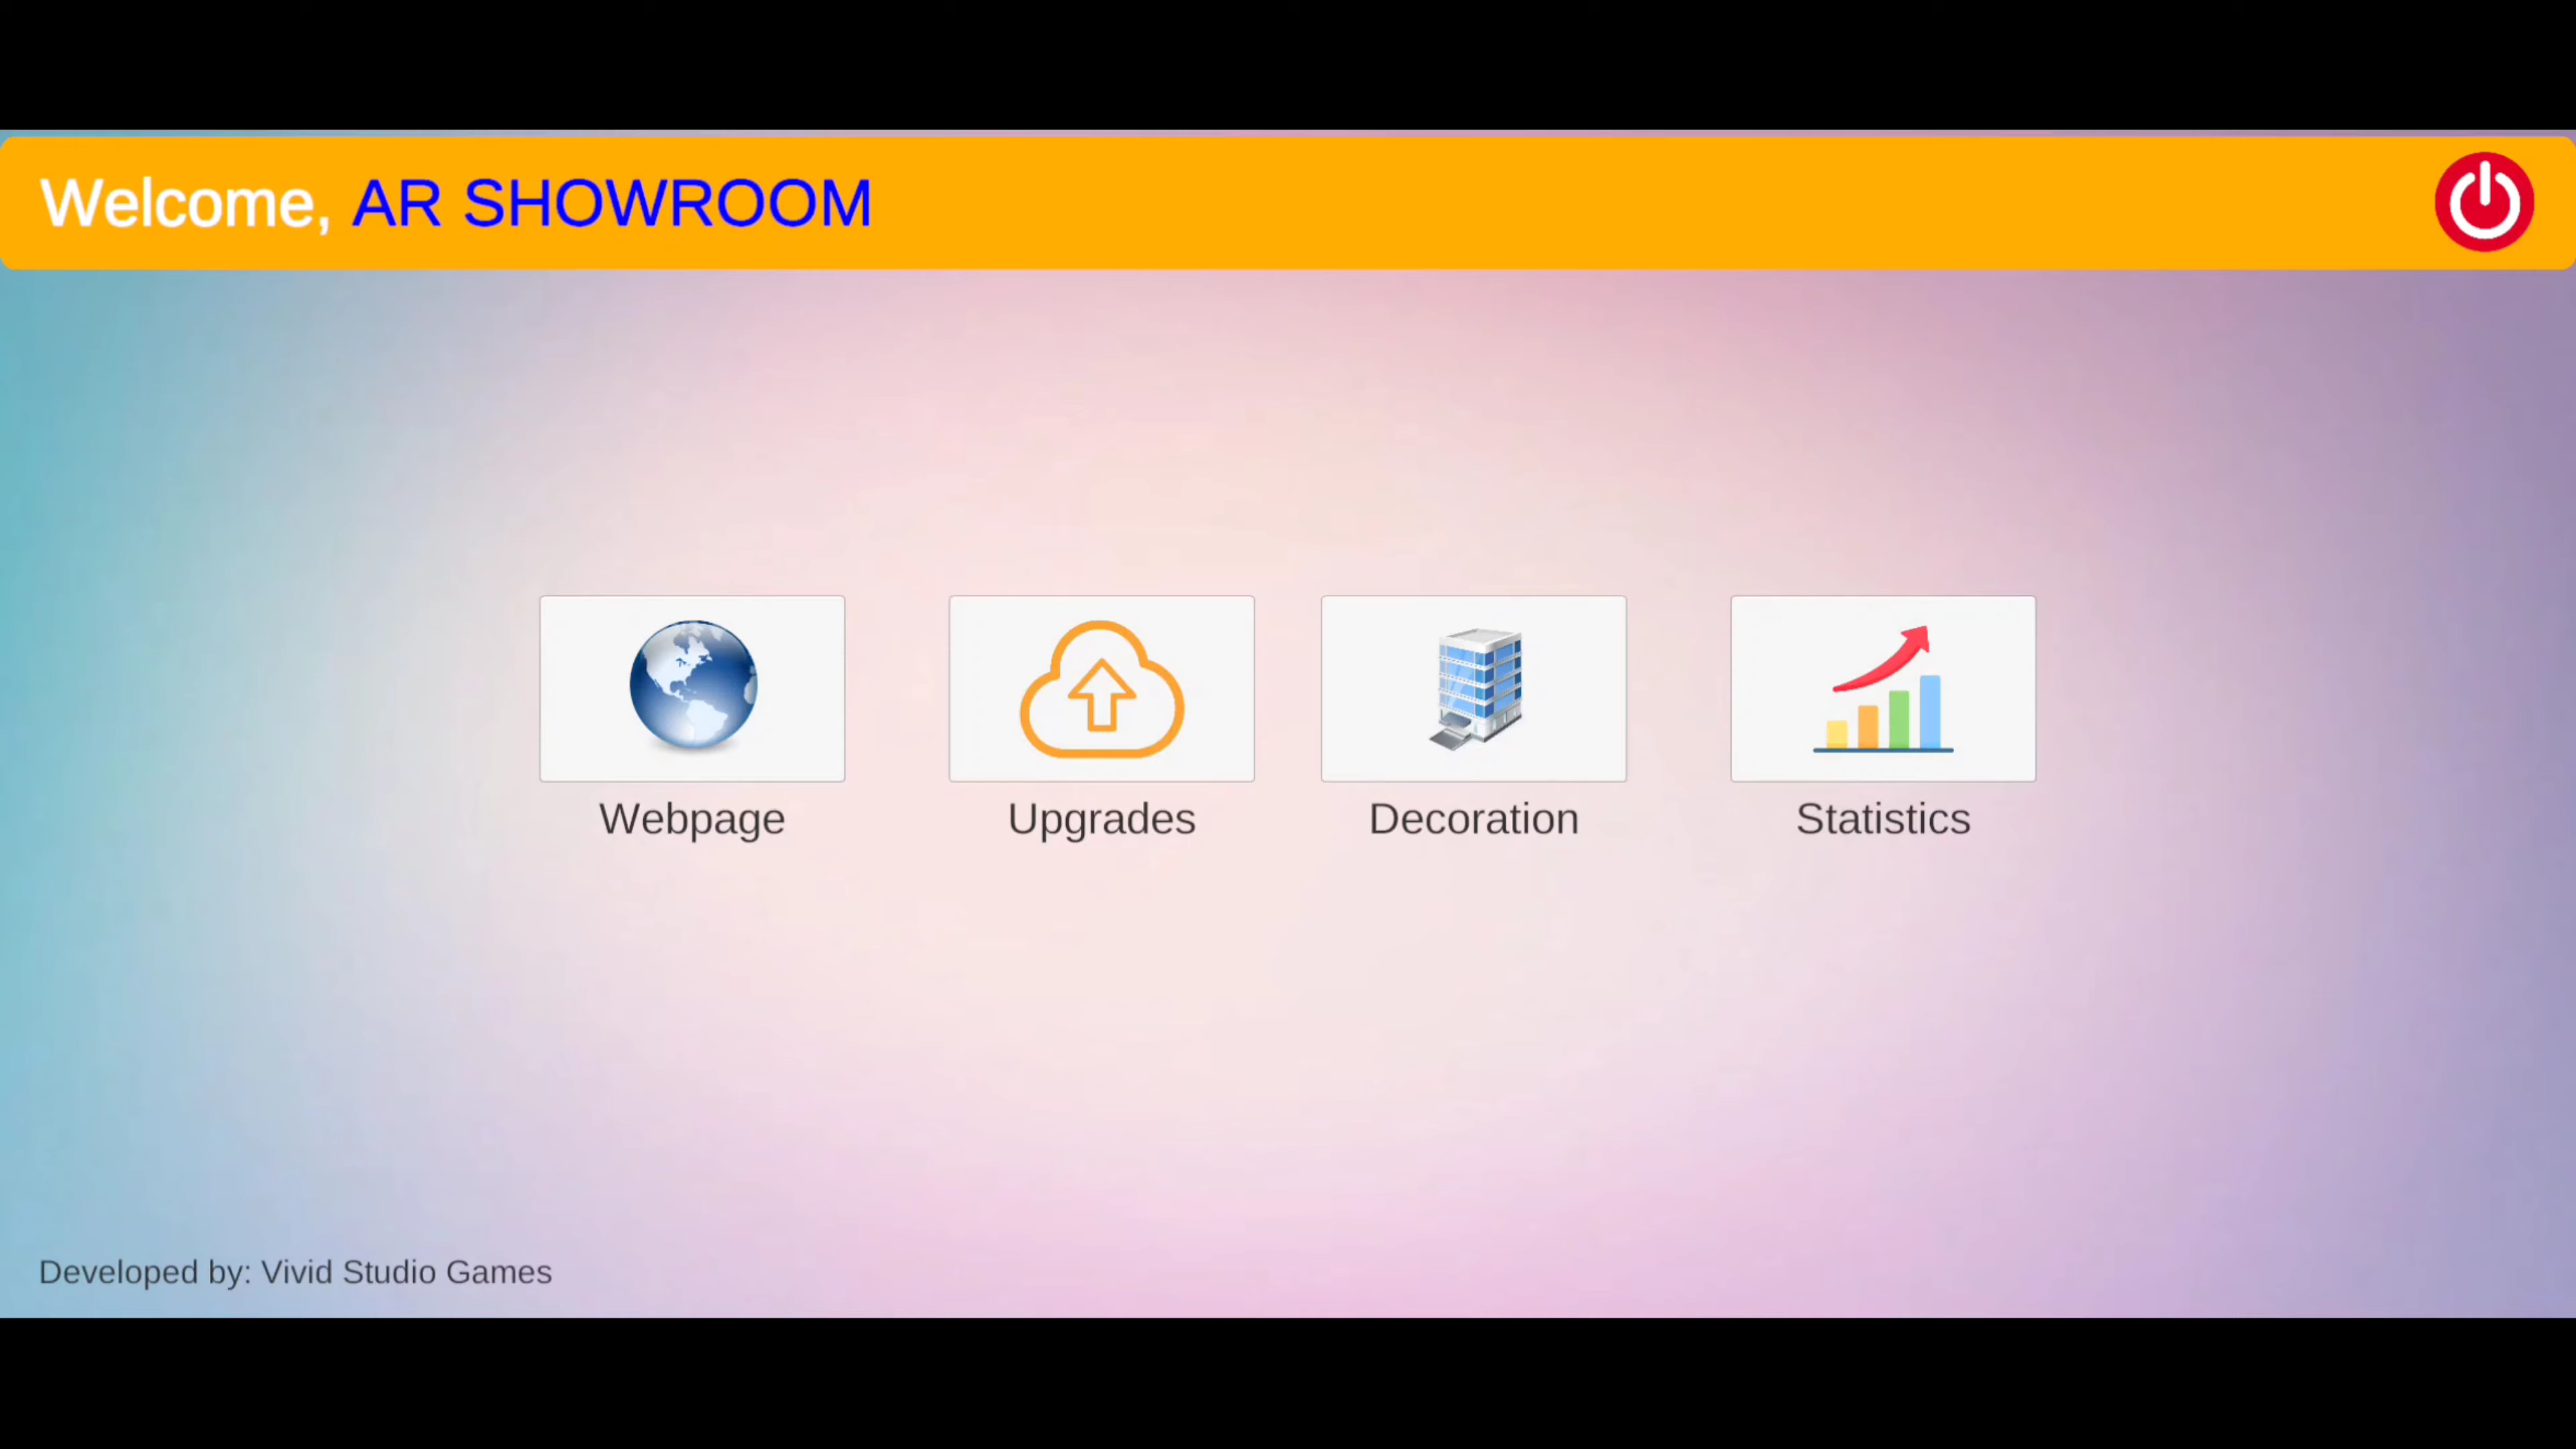 Welcome, AR SHOWROOM
Webpage
Upgrades
Decoration
Statistics
Developed by: Vivid Studio Games